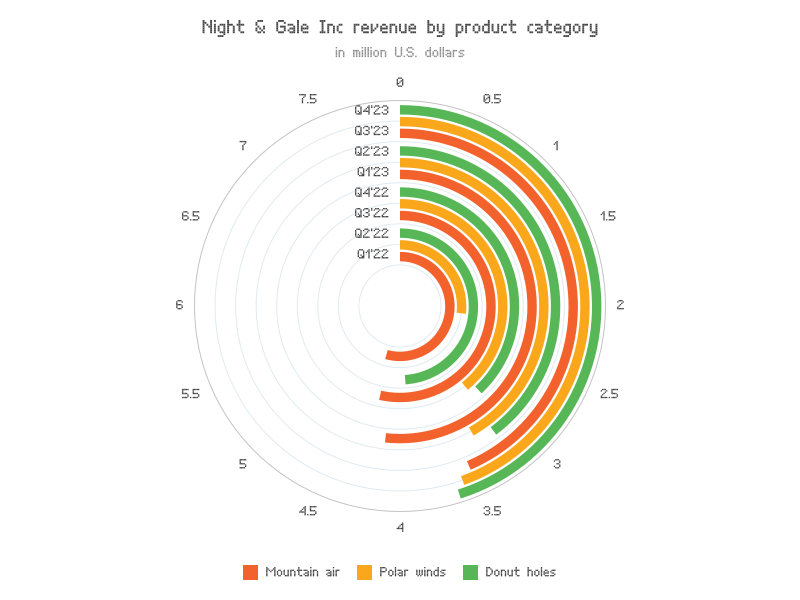 Night & Gale Inc revenue by product category
in million U.S. dollars
0
0.5
1
1.5
2
2.5
3
3.5
4
4.5
5
5.5
6
6.5
7
7.5
Q4'23
Q3'23
Q2'23
Q1'23
Q4'22
Q3'22
Q2'22
Q1'22
Mountain air
Polar winds
Donut holes